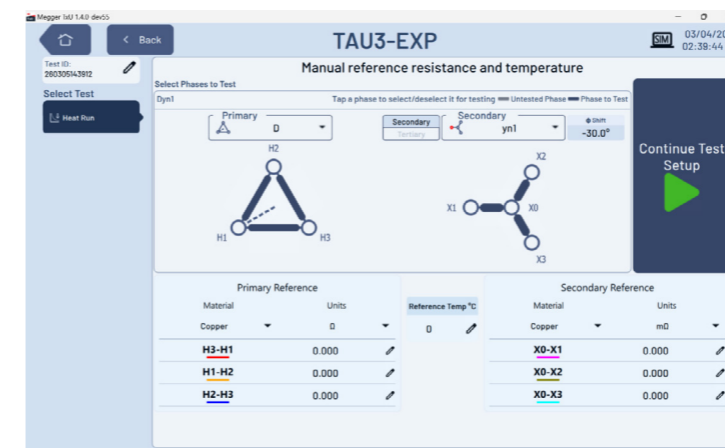 Megger TxU 1.4.0 dev55
Back
TAU3-EXP
SIM
03/04/20
02:39:44
Test ID:
260305143912
Select Test
Heat Run
Manual reference resistance and temperature
Select Phases to Test
Dyn1
Tap a phase to select/deselect it for testing Untested Phase Phase to Test
Primary
D
Secondary
Tertiary
Secondary
yn1
Φ Shift
-30.0°
Continue Test
Setup
H2
H1
H3
X2
X1
X0
X3
Primary Reference
Material
Units
Copper
Ω
H3-H1
0.000
H1-H2
0.000
H2-H3
0.000
Reference Temp °C
0
Secondary Reference
Material
Units
Copper
mΩ
X0-X1
0.000
X0-X2
0.000
X0-X3
0.000